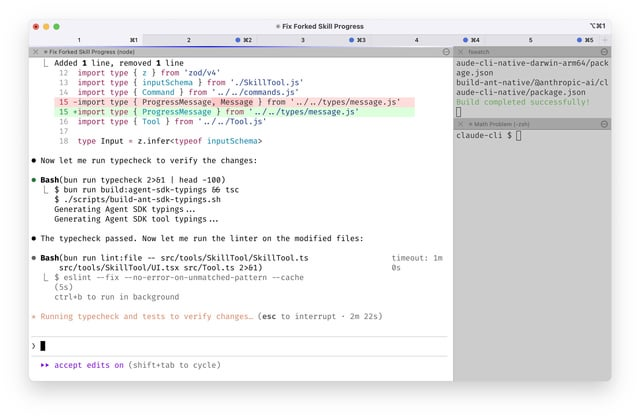 ✳ Fix Forked Skill Progress
⌥⌘1
1
2
⌘2
3
⌘3
4
⌘4
5
⌘5
+
× ✳ Fix Forked Skill Progress (node)
⎿ Added 1 line, removed 1 line
12 import type { z } from 'zod/v4'
13 import type { inputSchema } from './SkillTool.js'
14 import type { Command } from '../../commands.js'
15 -import type { ProgressMessage, Message } from '../../types/message.js'
15 +import type { ProgressMessage } from '../../types/message.js'
16 import type { Tool } from '../../Tool.js'
17
18 type Input = z.infer<typeof inputSchema>
● Now let me run typecheck to verify the changes:
● Bash(bun run typecheck 2>&1 | head -100)
⎿ $ bun run build:agent-sdk-typings && tsc
$ ./scripts/build-ant-sdk-typings.sh
Generating Agent SDK typings...
Generating Agent SDK tool typings...
● The typecheck passed. Now let me run the linter on the modified files:
● Bash(bun run lint:file -- src/tools/SkillTool/SkillTool.ts timeout: 1m
src/tools/SkillTool/UI.tsx src/Tool.ts 2>&1) 0s
⎿ $ eslint --fix --no-error-on-unmatched-pattern --cache
(5s)
ctrl+b to run in background
✳ Running typecheck and tests to verify changes… (esc to interrupt · 2m 22s)
❯
▸▸ accept edits on (shift+tab to cycle)
× fswatch
aude-cli-native-darwin-arm64/pack
age.json
build-ant-native/@anthropic-ai/cl
aude-cli-native/package.json
Build completed successfully!
× ✳ Math Problem (-zsh)
claude-cli $